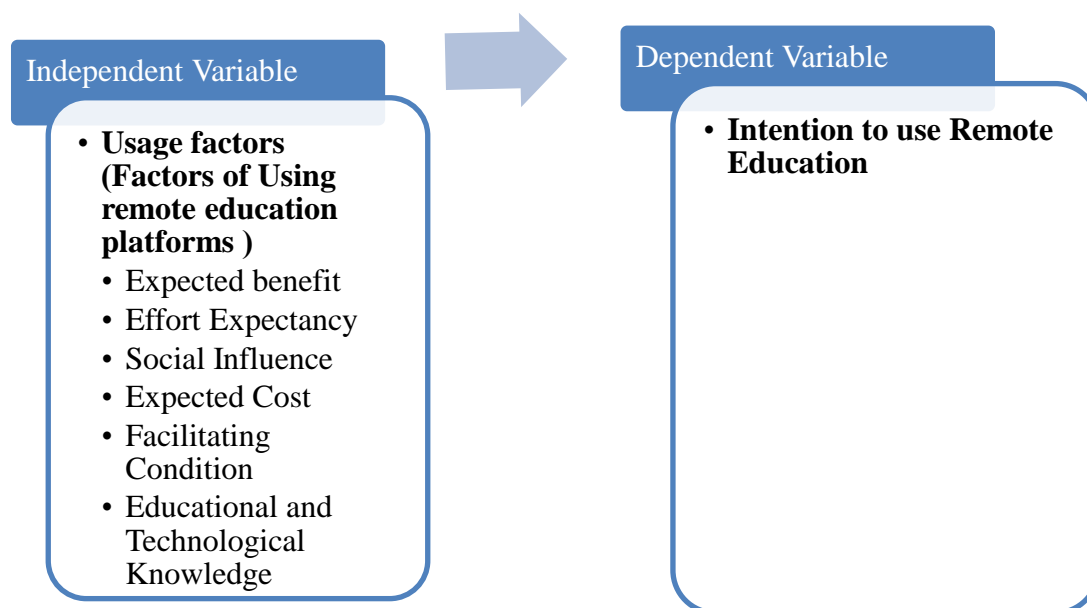 Independent Variable
• Usage factors
(Factors of Using
remote education
platforms )
• Expected benefit
• Effort Expectancy
• Social Influence
• Expected Cost
• Facilitating
Condition
• Educational and
Technological
Knowledge
Dependent Variable
• Intention to use Remote
Education